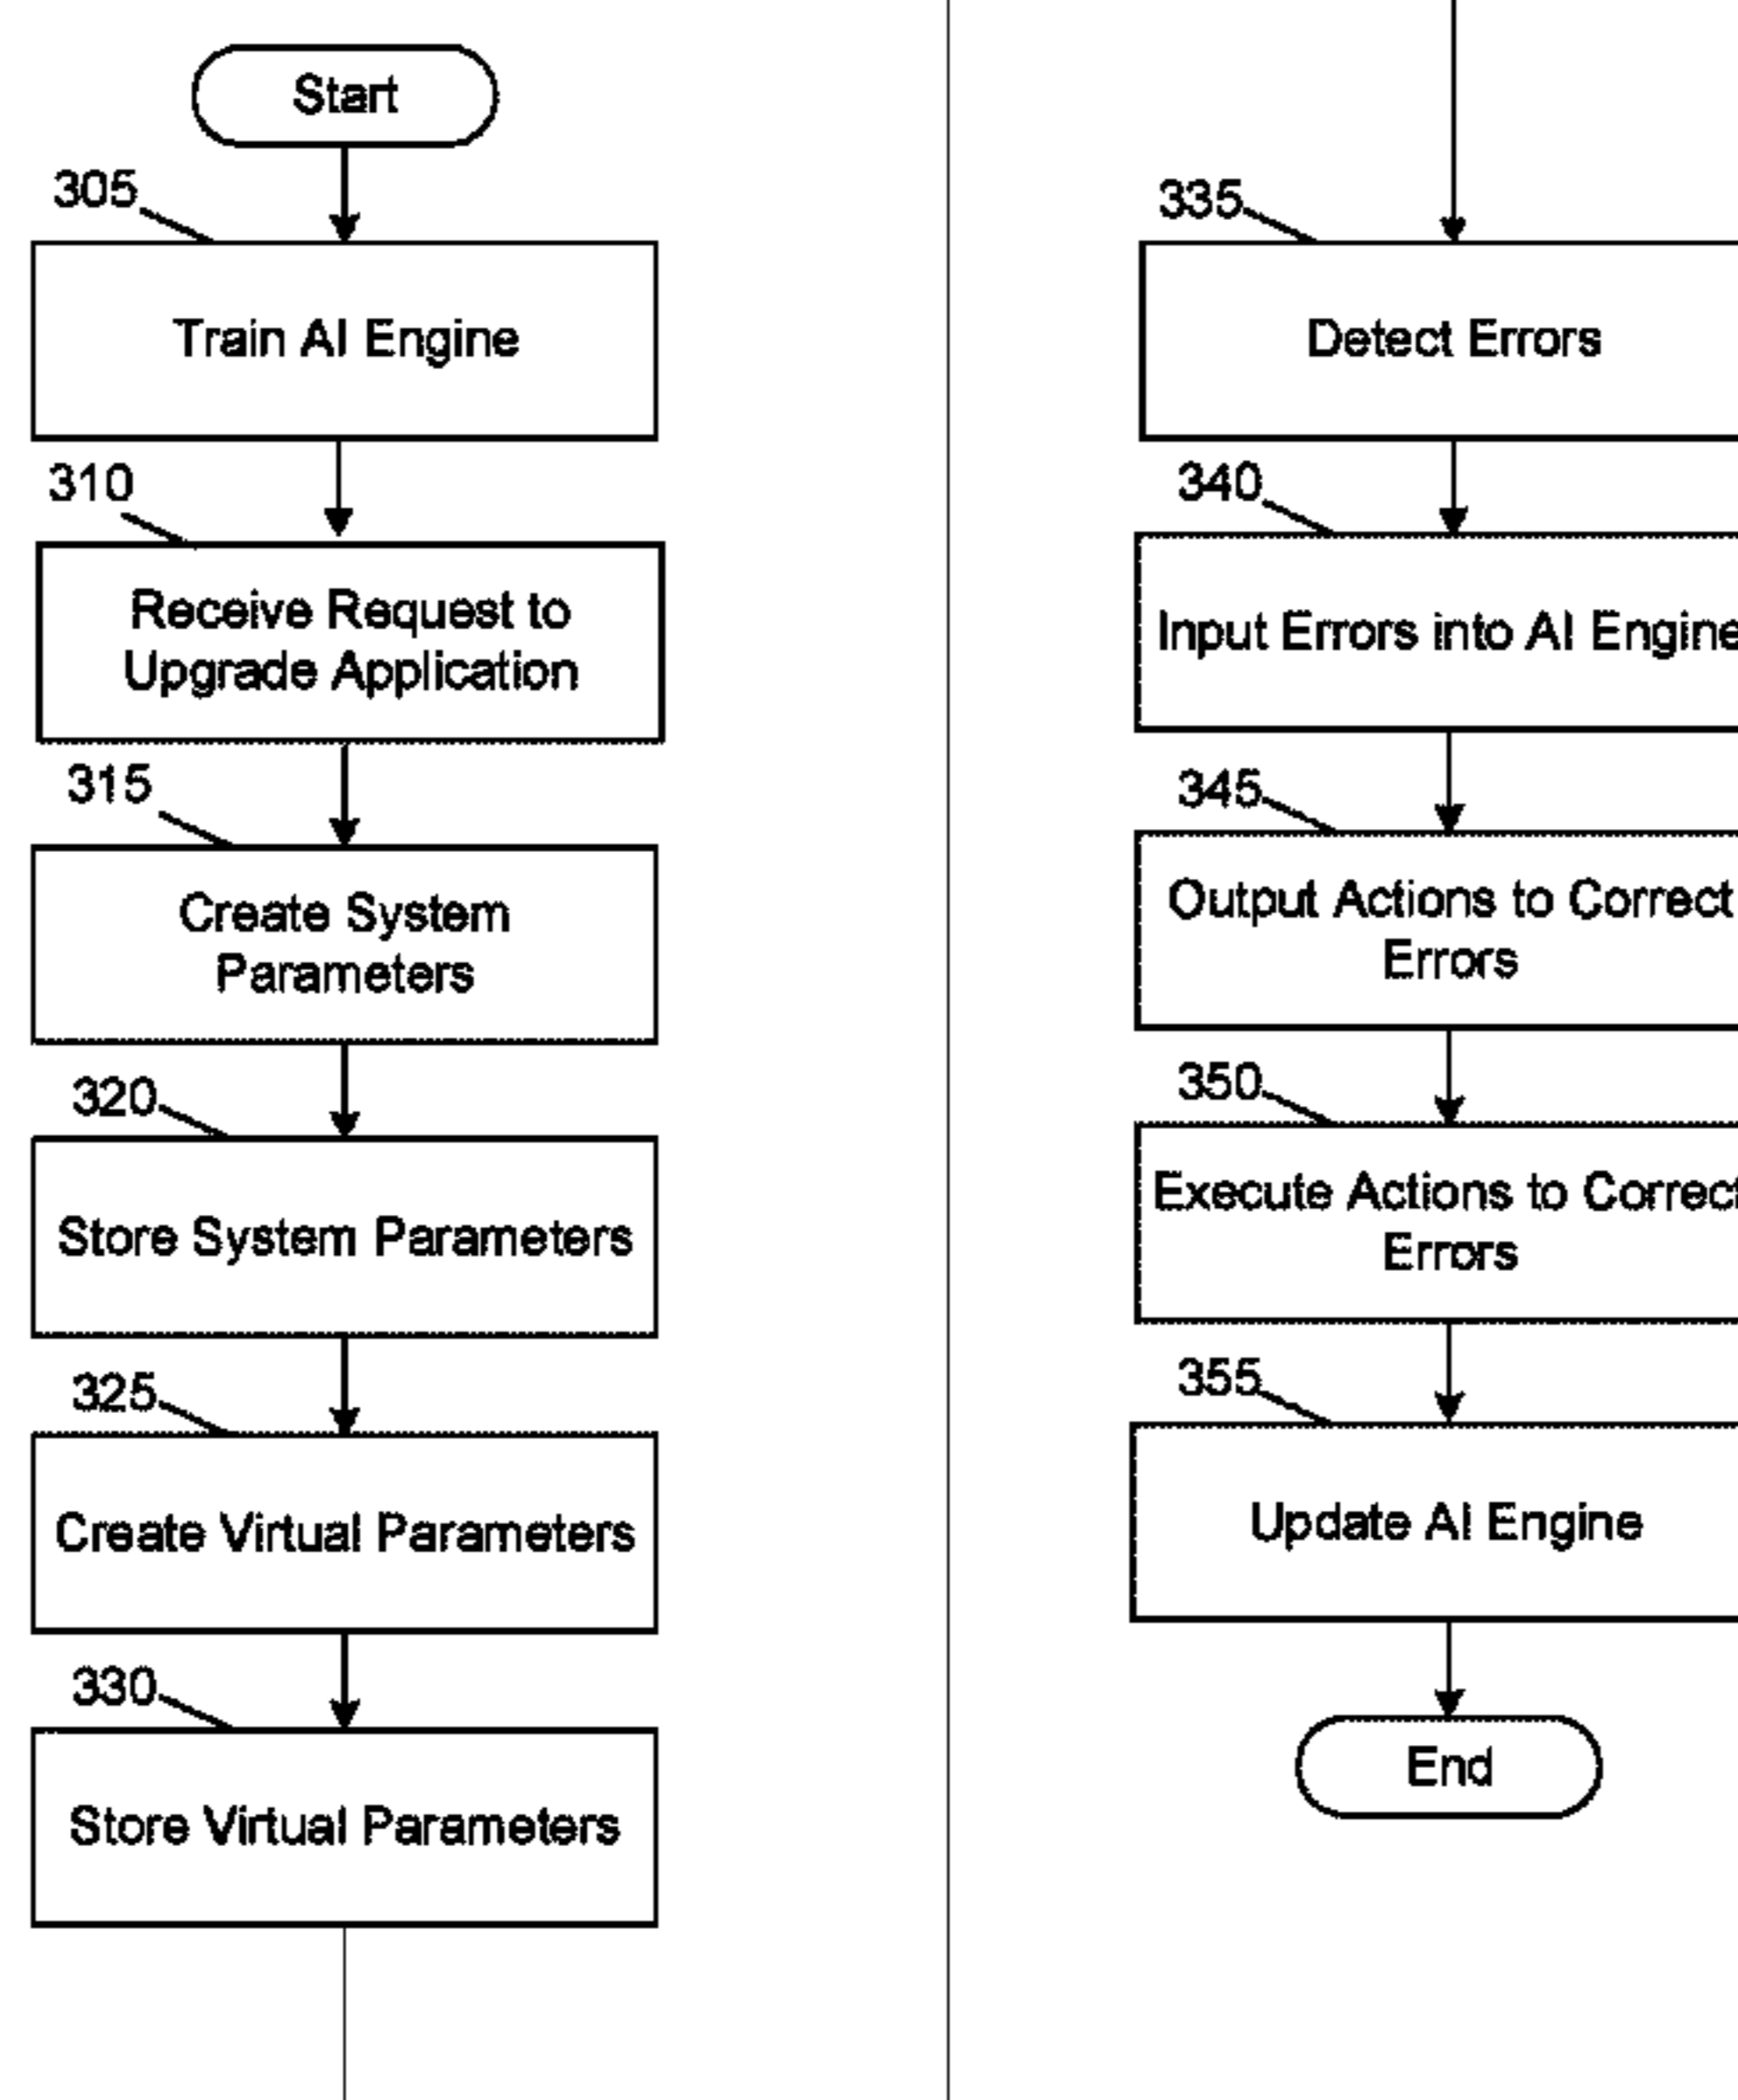 Start
305
Train AI Engine
310
Receive Request to
Upgrade Application
315
Create System
Parameters
320
Store System Parameters
325
Create Virtual Parameters
330
Store Virtual Parameters
335
Detect Errors
340
Input Errors into AI Engine
345
Output Actions to Correct
Errors
350
Execute Actions to Correct
Errors
355
Update AI Engine
End